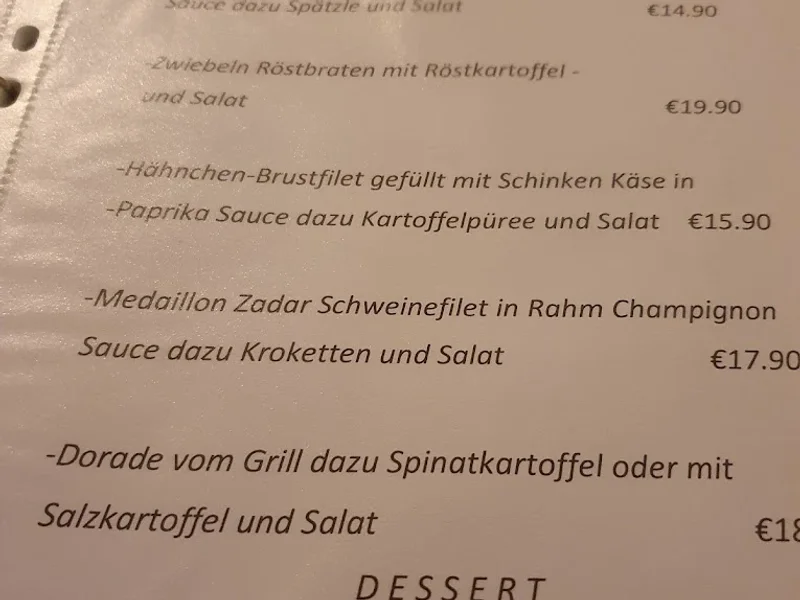 Sauce dazu Spätzle und Salat €14.90
-Zwiebeln Röstbraten mit Röstkartoffel -
und Salat €19.90
-Hähnchen-Brustfilet gefüllt mit Schinken Käse in
-Paprika Sauce dazu Kartoffelpüree und Salat €15.90
-Medaillon Zadar Schweinefilet in Rahm Champignon
Sauce dazu Kroketten und Salat €17.90
-Dorade vom Grill dazu Spinatkartoffel oder mit
Salzkartoffel und Salat €18
DESSERT